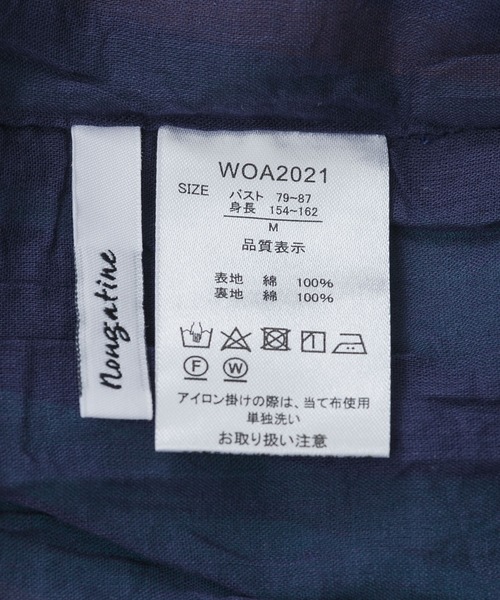 Nougatine
WOA2021
SIZE
バスト 79~87
身長 154~162
M
品質表示
表地 綿 100%
裏地 綿 100%
F W
アイロン掛けの際は、当て布使用
単独洗い
お取り扱い注意